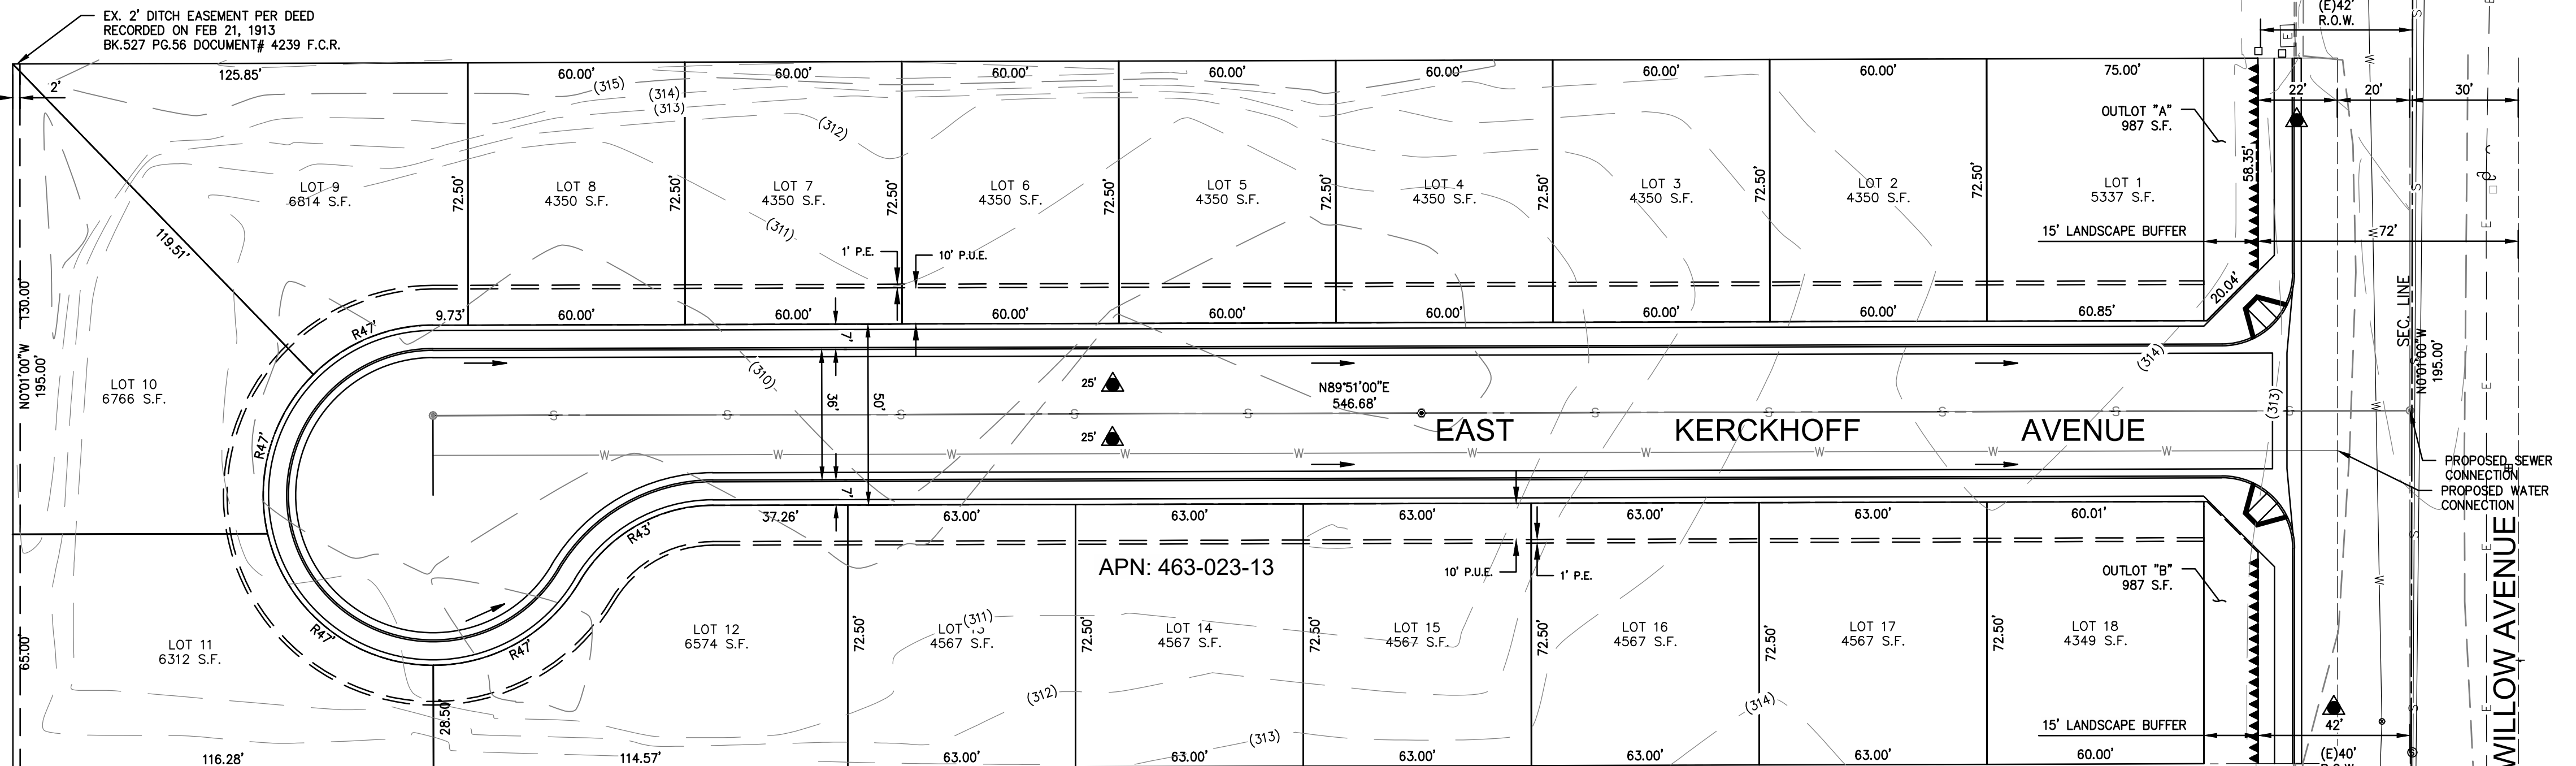 EX. 2' DITCH EASEMENT PER DEED
RECORDED ON FEB 21, 1913
BK.527 PG.56 DOCUMENT# 4239 F.C.R.
(E)42'
R.O.W.
2'
125.85'
60.00'
60.00'
60.00'
60.00'
60.00'
60.00'
60.00'
75.00'
22'
20'
30'
(315)
(314)
(313)
(312)
(311)
OUTLOT "A"
987 S.F.
58.35'
LOT 9
6814 S.F.
72.50'
LOT 8
4350 S.F.
72.50'
LOT 7
4350 S.F.
72.50'
LOT 6
4350 S.F.
72.50'
LOT 5
4350 S.F.
72.50'
LOT 4
4350 S.F.
72.50'
LOT 3
4350 S.F.
72.50'
LOT 2
4350 S.F.
72.50'
LOT 1
5337 S.F.
15' LANDSCAPE BUFFER
72'
119.51'
1' P.E.
10' P.U.E.
20.04'
SEC. LINE
130.00'
N0°01'00"W
195.00'
R47'
9.73'
60.00'
60.00'
60.00'
60.00'
60.00'
60.00'
60.00'
60.85'
7'
(310)
(314)
(313)
N0°01'00"W
195.00'
LOT 10
6766 S.F.
R47'
36'
50'
25'
25'
N89°51'00"E
546.68'
S S S S S S S S S S
EAST KERCKHOFF AVENUE
W W W W W W W W W W
PROPOSED SEWER
CONNECTION
PROPOSED WATER
CONNECTION
7'
R43'
37.26'
63.00'
63.00'
63.00'
63.00'
63.00'
60.01'
APN: 463-023-13
10' P.U.E.
1' P.E.
OUTLOT "B"
987 S.F.
65.00'
LOT 11
6312 S.F.
R47'
R47'
LOT 12
6574 S.F.
72.50'
LOT
(311)
4567 S.F.
72.50'
LOT 14
4567 S.F.
72.50'
LOT 15
4567 S.F.
72.50'
LOT 16
4567 S.F.
72.50'
LOT 17
4567 S.F.
72.50'
LOT 18
4349 S.F.
WILLOW AVENUE
28.50'
(312)
(313)
(314)
15' LANDSCAPE BUFFER
42'
(E)40'
116.28'
114.57'
63.00'
63.00'
63.00'
63.00'
63.00'
60.00'